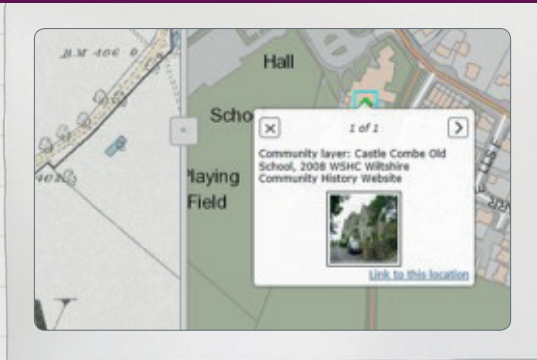 B.M 406 0
Hall
Scho
1 of 1
Community layer: Castle Combe Old
School, 2008 WSHC Wiltshire
Community History Website
Playing
Field
Link to this location